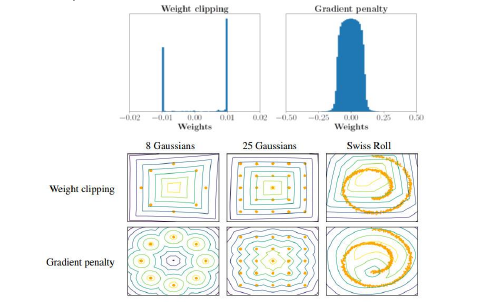 Weight clipping
Gradient penalty
−0.02 −0.01 0.00 0.01 0.02
−0.50 −0.25 0.00 0.25 0.50
Weights
Weights
8 Gaussians
25 Gaussians
Swiss Roll
Weight clipping
Gradient penalty